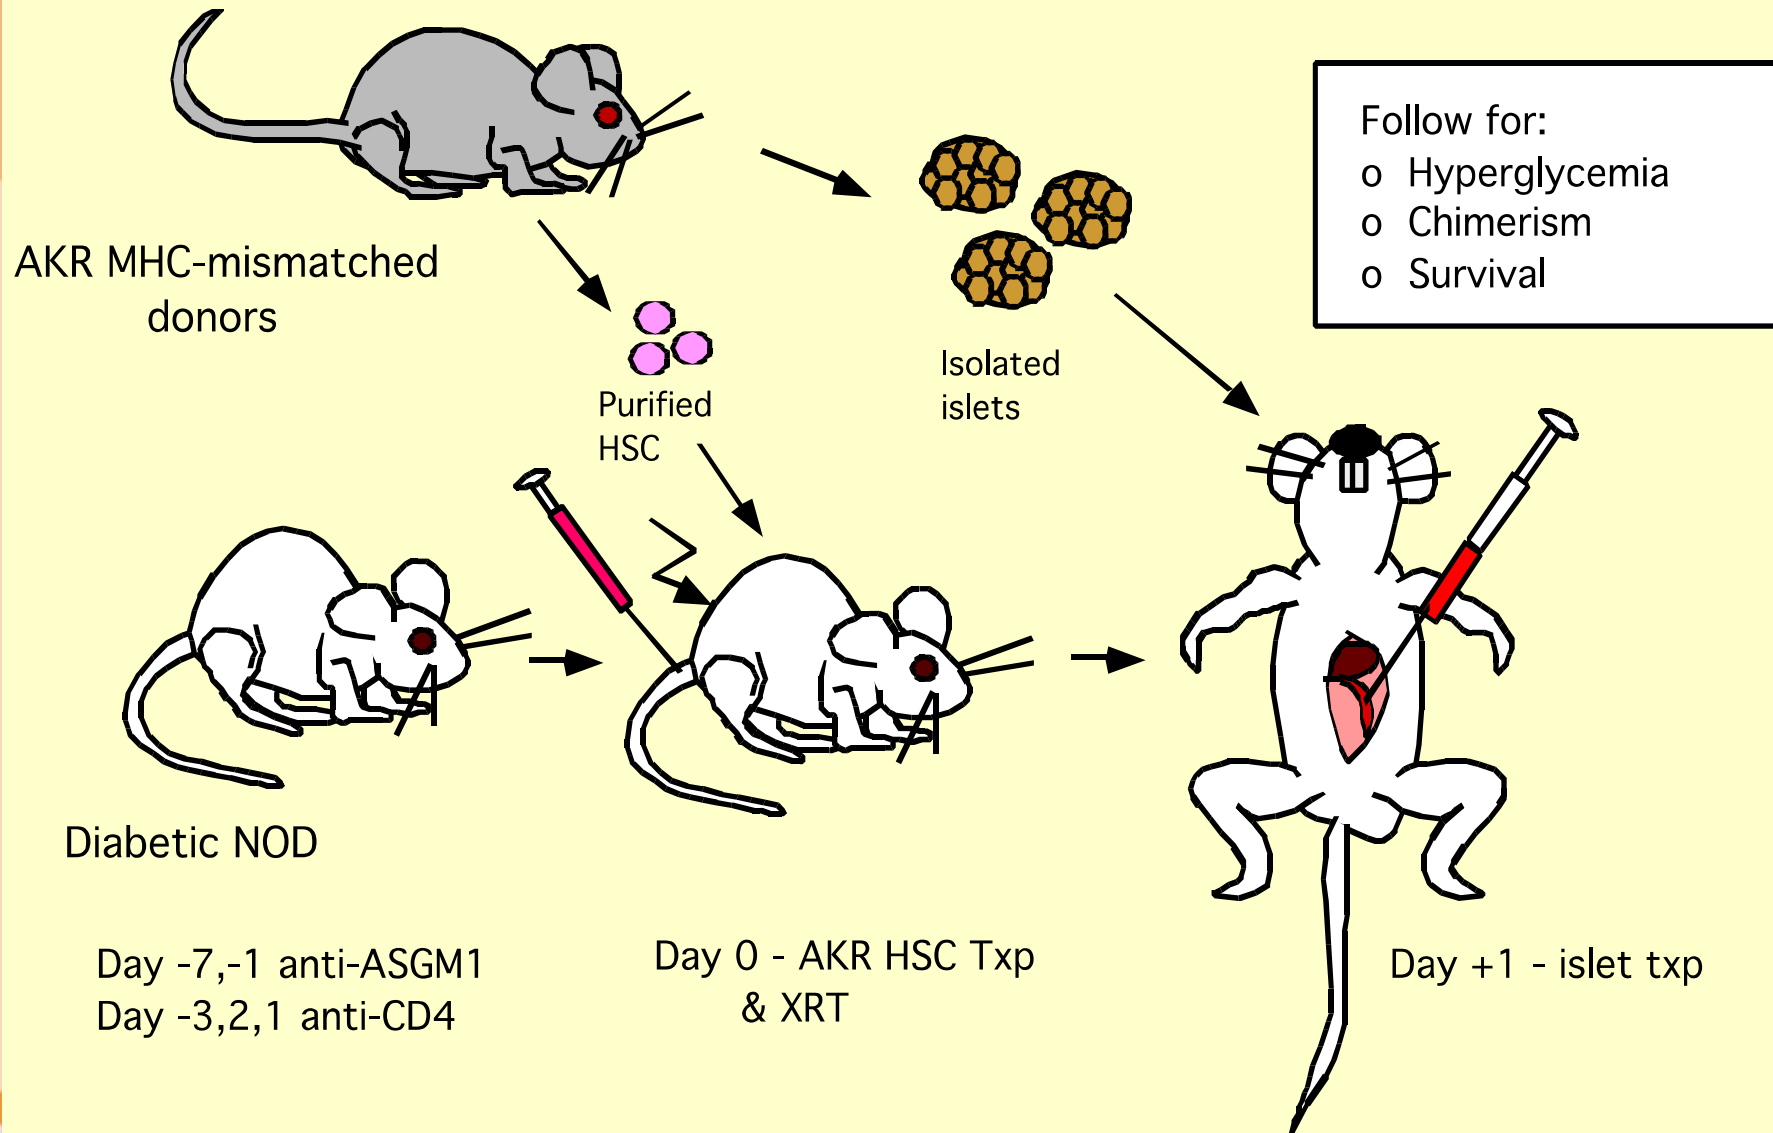 AKR MHC-mismatched
donors
Purified
HSC
Isolated
islets
Follow for:
o Hyperglycemia
o Chimerism
o Survival
Diabetic NOD
Day -7,-1 anti-ASGM1
Day -3,2,1 anti-CD4
Day 0 - AKR HSC Txp
& XRT
Day +1 - islet txp